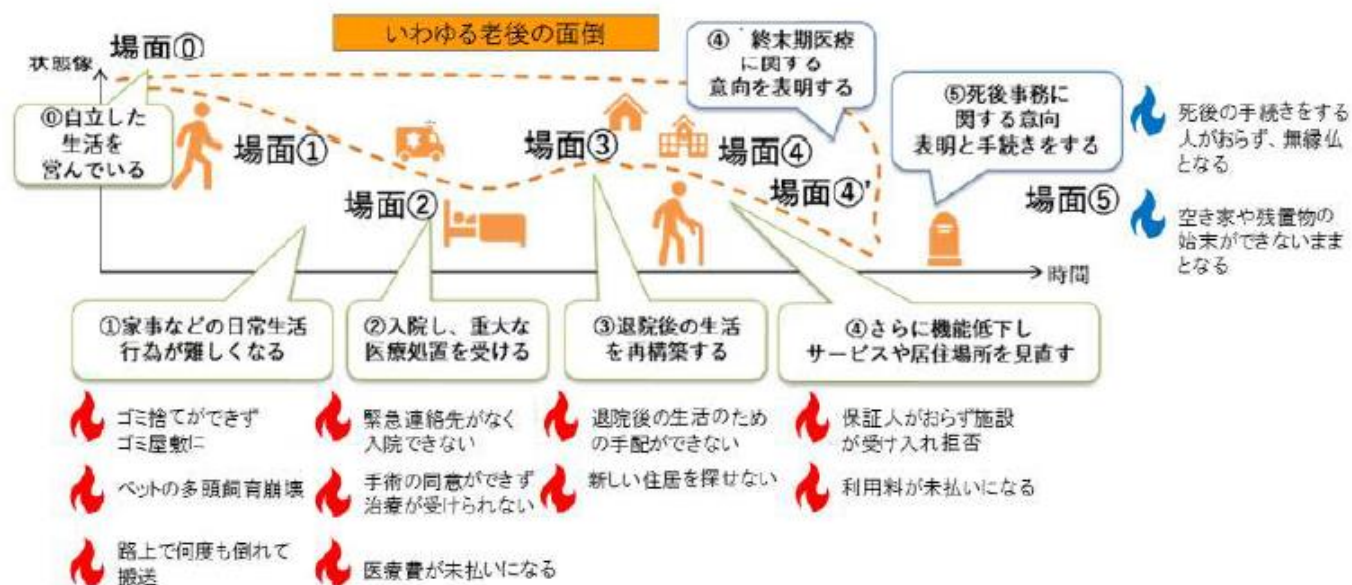 いわゆる老後の面倒
状態像
場面⓪
⓪自立した
生活を
営んでいる
場面①
場面②
場面③
場面④
場面④'
④’終末期医療
に関する
意向を表明する
⑤死後事務に
関する意向
表明と手続きをする
場面⑤
死後の手続きをする
人がおらず、無縁仏
となる
空き家や残置物の
始末ができないまま
となる
時間
①家事などの日常生活
行為が難しくなる
②入院し、重大な
医療処置を受ける
③退院後の生活
を再構築する
④さらに機能低下し
サービスや居住場所を見直す
ゴミ捨てができず
ゴミ屋敷に
ペットの多頭飼育崩壊
路上で何度も倒れて
搬送
緊急連絡先がなく
入院できない
手術の同意ができず
治療が受けられない
医療費が未払いになる
退院後の生活のため
の手配ができない
新しい住居を探せない
保証人がおらず施設
が受け入れ拒否
利用料が未払いになる